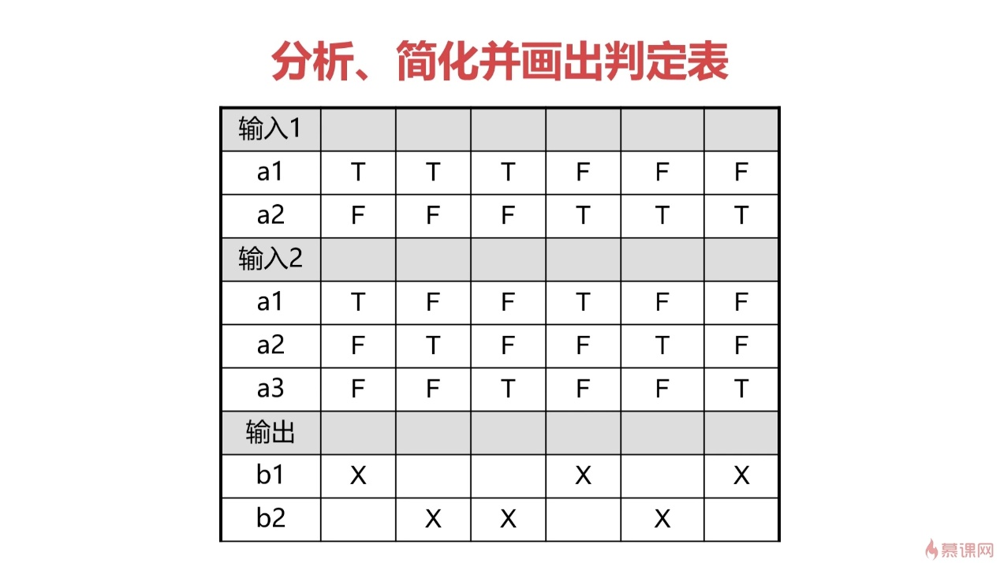 分析、简化并画出判定表
输入1
a1 T T T F F F
a2 F F F T T T
输入2
a1 T F F T F F
a2 F T F F T F
a3 F F T F F T
输出
b1 X X X
b2 X X X
慕课网